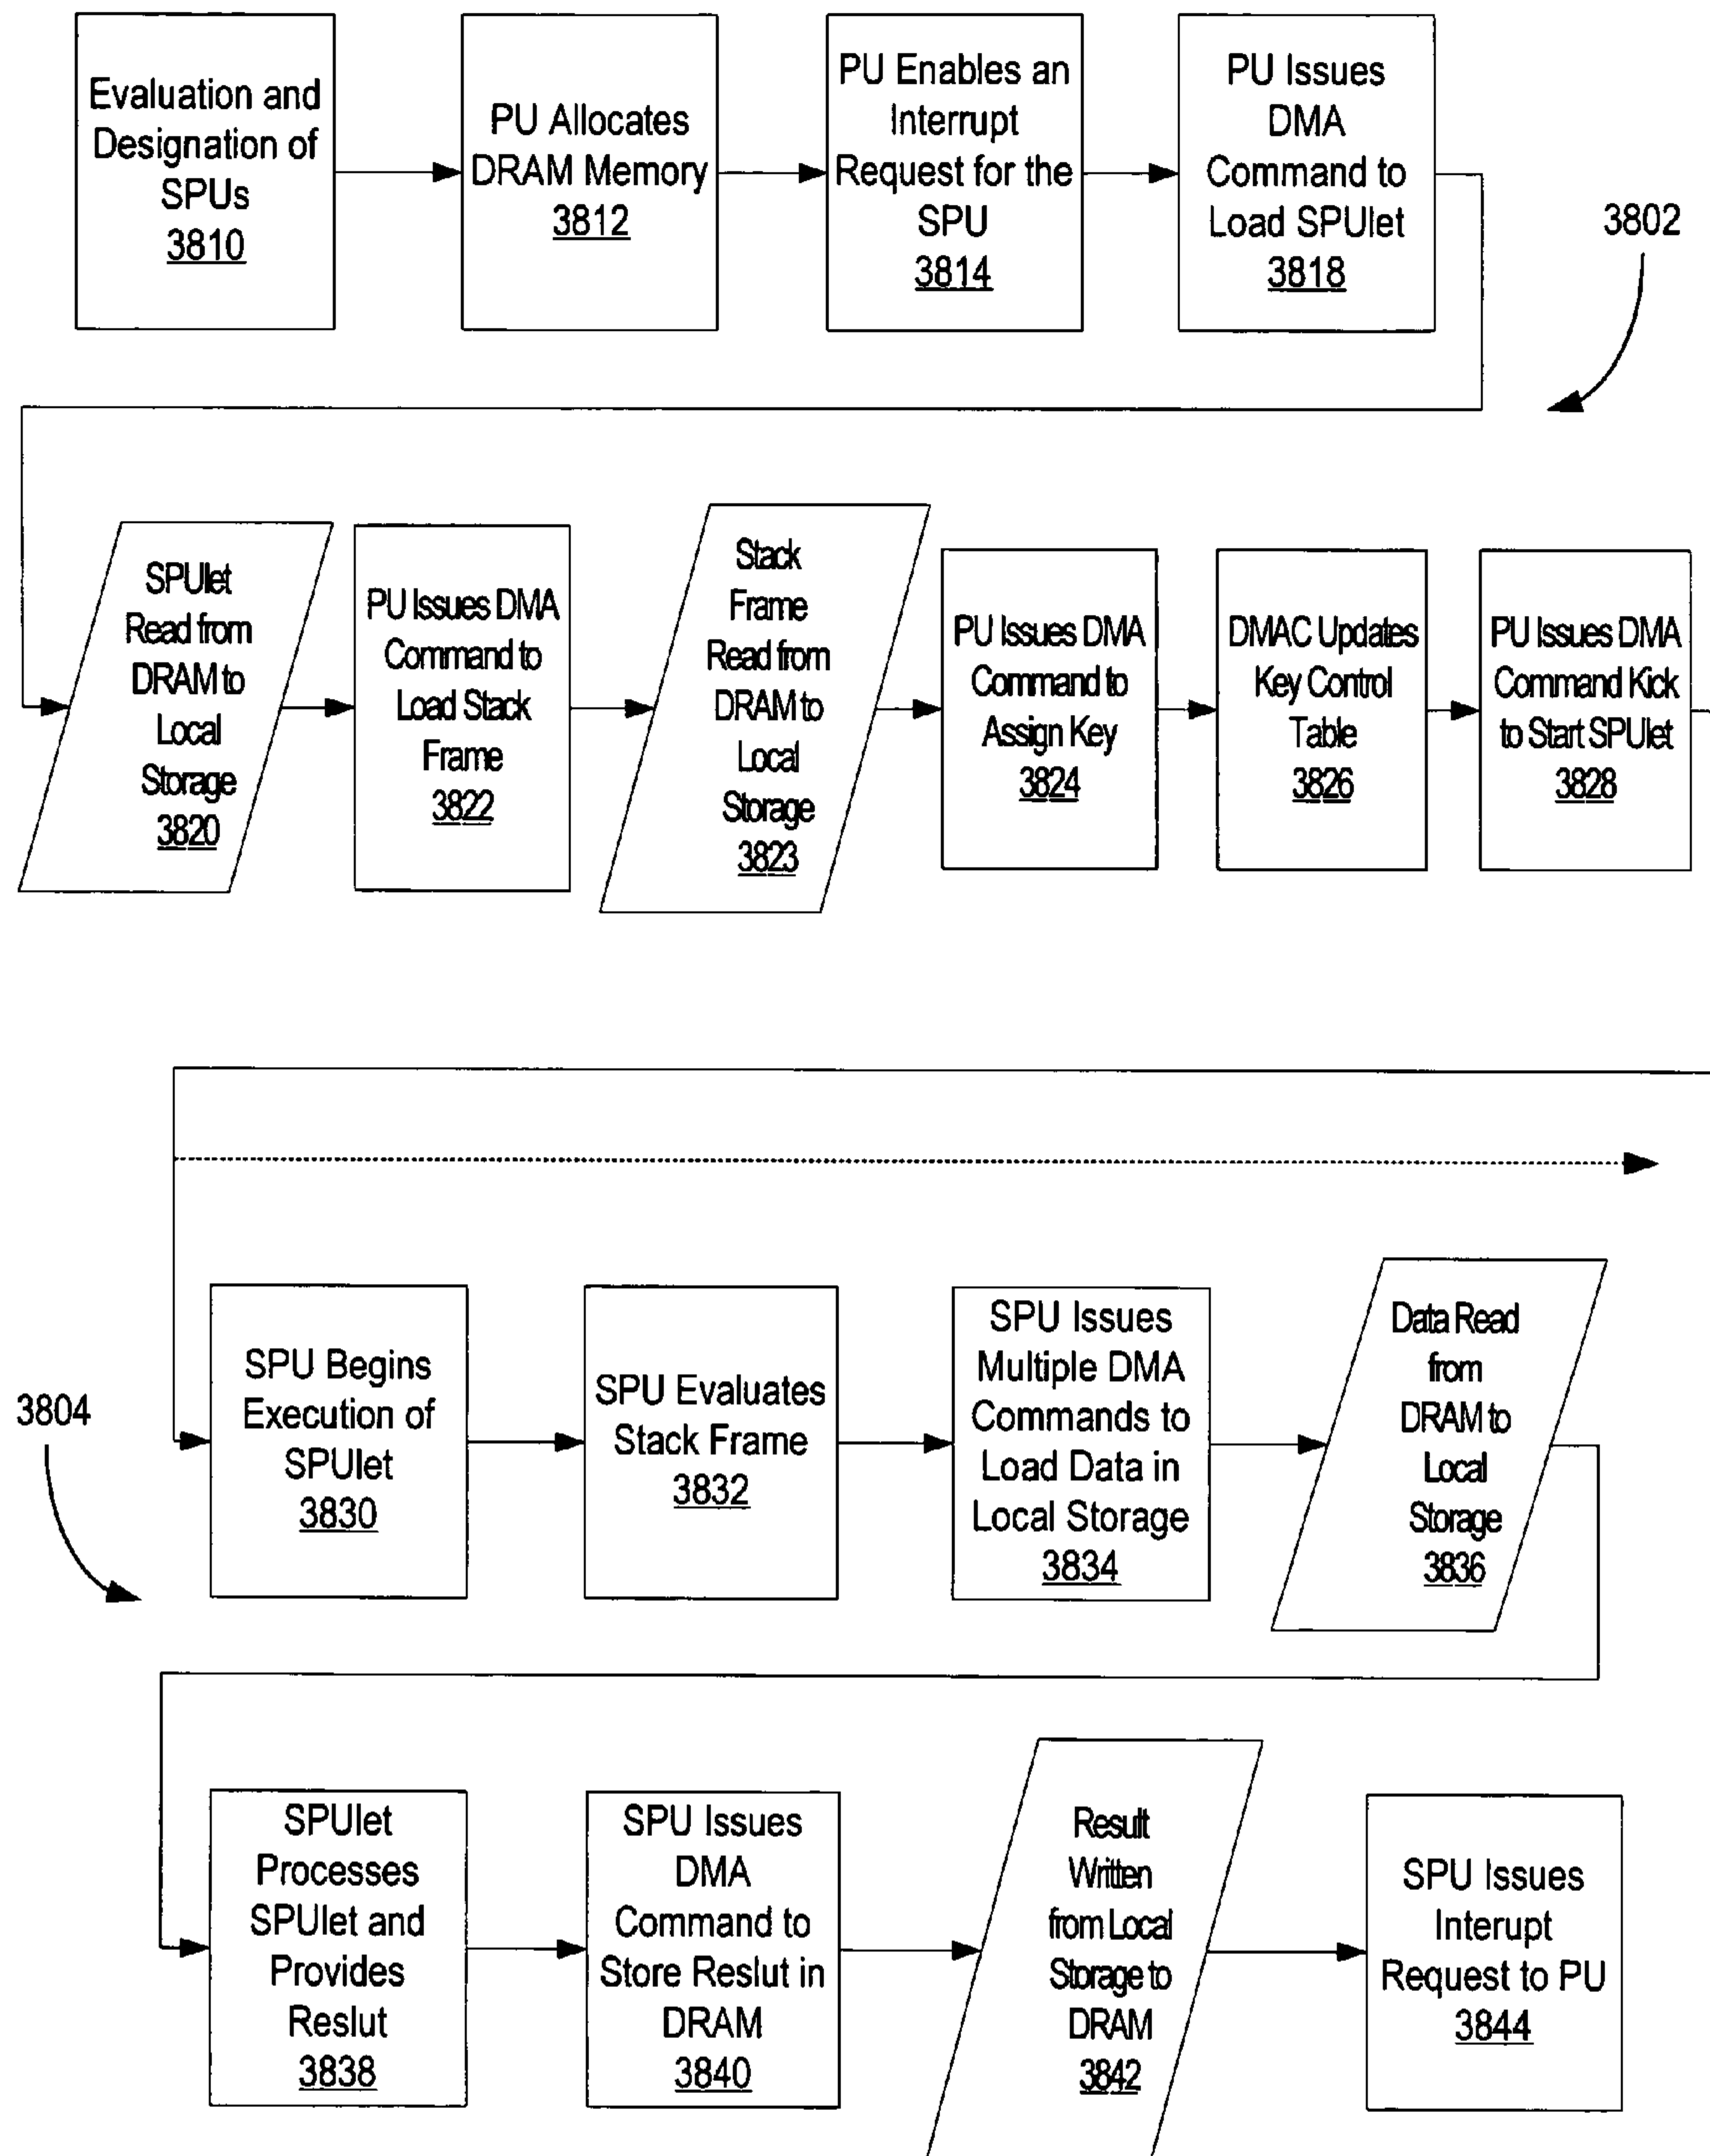 Evaluation and
Designation of
SPUs
3810
PU Allocates
DRAM Memory
3812
PU Enables an
Interrupt
Request for the
SPU
3814
PU Issues
DMA
Command to
Load SPUlet
3818
3802
SPUlet
Read from
DRAM to
Local
Storage
3820
PU Issues DMA
Command to
Load Stack
Frame
3822
Stack
Frame
Read from
DRAM to
Local
Storage
3823
PU Issues DMA
Command to
Assign Key
3824
DMAC Updates
Key Control
Table
3826
PU Issues DMA
Command Kick
to Start SPUlet
3828
3804
SPU Begins
Execution of
SPUlet
3830
SPU Evaluates
Stack Frame
3832
SPU Issues
Multiple DMA
Commands to
Load Data in
Local Storage
3834
Data Read
from
DRAM to
Local
Storage
3836
SPUlet
Processes
SPUlet and
Provides
Reslut
3838
SPU Issues
DMA
Command to
Store Reslut in
DRAM
3840
Result
Written
from Local
Storage to
DRAM
3842
SPU Issues
Interupt
Request to PU
3844